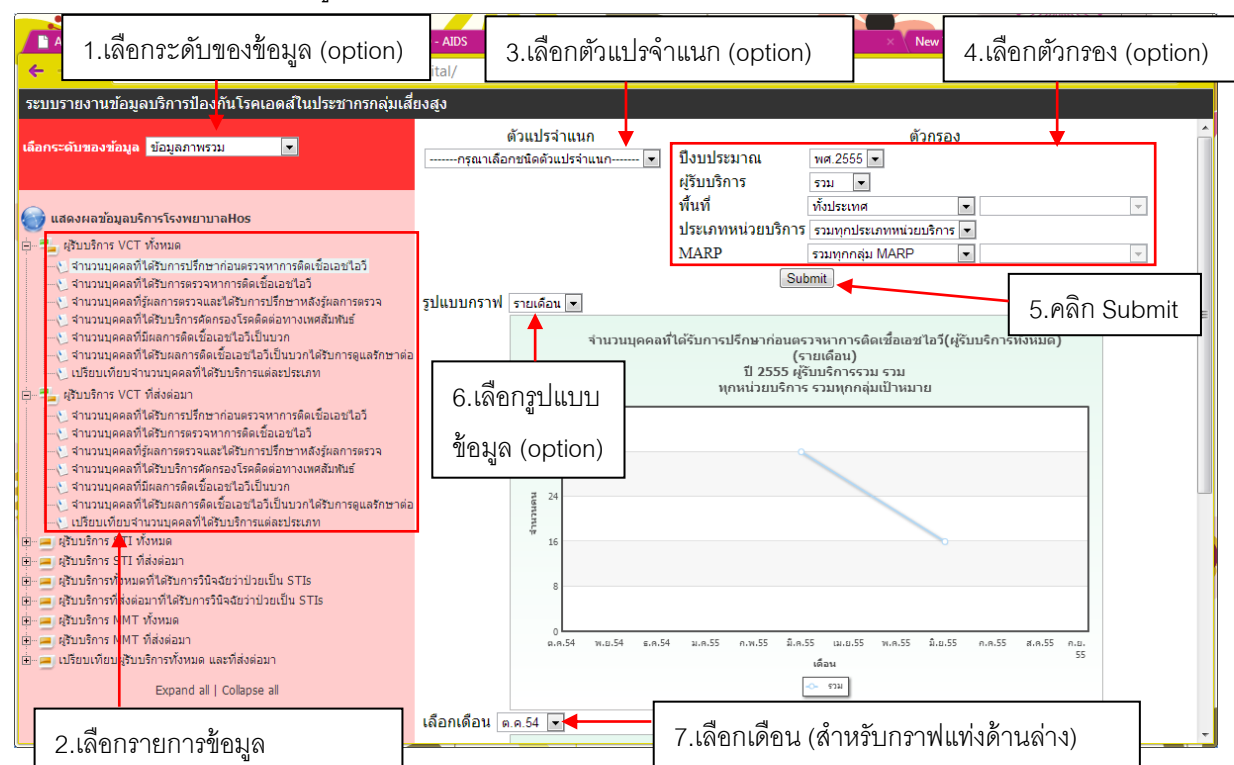 1.เลือกระดับของข้อมูล (option)
3.เลือกตัวแปรจำแนก (option)
4.เลือกตัวกรอง (option)
A
- AIDS
New
ital/
ระบบรายงานข้อมูลบริการป้องกันโรคเอดส์ในประชากรกลุ่มเสี่ยงสูง
เลือกระดับของข้อมูล ข้อมูลภาพรวม
ตัวแปรจำแนก
-------กรุณาเลือกชนิดตัวแปรจำแนก-------
ตัวกรอง
ปีงบประมาณ พศ.2555
ผู้รับบริการ รวม
พื้นที่ ทั้งประเทศ
ประเภทหน่วยบริการ รวมทุกประเภทหน่วยบริการ
MARP รวมทุกกลุ่ม MARP
Submit
5.คลิก Submit
แสดงผลข้อมูลบริการโรงพยาบาลHos
ผู้รับบริการ VCT ทั้งหมด
จำนวนบุคคลที่ได้รับการปรึกษาก่อนตรวจหาการติดเชื้อเอชไอวี
จำนวนบุคคลที่ได้รับการตรวจหาการติดเชื้อเอชไอวี
จำนวนบุคคลที่รู้ผลการตรวจและได้รับการปรึกษาหลังรู้ผลการตรวจ
จำนวนบุคคลที่ได้รับบริการคัดกรองโรคติดต่อทางเพศสัมพันธ์
จำนวนบุคคลที่มีผลการติดเชื้อเอชไอวีเป็นบวก
จำนวนบุคคลที่ได้รับผลการติดเชื้อเอชไอวีเป็นบวกได้รับการดูแลรักษาต่อ
เปรียบเทียบจำนวนบุคคลที่ได้รับบริการแต่ละประเภท
ผู้รับบริการ VCT ที่ส่งต่อมา
จำนวนบุคคลที่ได้รับการปรึกษาก่อนตรวจหาการติดเชื้อเอชไอวี
จำนวนบุคคลที่ได้รับการตรวจหาการติดเชื้อเอชไอวี
จำนวนบุคคลที่รู้ผลการตรวจและได้รับการปรึกษาหลังรู้ผลการตรวจ
จำนวนบุคคลที่ได้รับบริการคัดกรองโรคติดต่อทางเพศสัมพันธ์
จำนวนบุคคลที่มีผลการติดเชื้อเอชไอวีเป็นบวก
จำนวนบุคคลที่ได้รับผลการติดเชื้อเอชไอวีเป็นบวกได้รับการดูแลรักษาต่อ
เปรียบเทียบจำนวนบุคคลที่ได้รับบริการแต่ละประเภท
ผู้รับบริการ STI ทั้งหมด
ผู้รับบริการ STI ที่ส่งต่อมา
ผู้รับบริการทั้งหมดที่ได้รับการวินิจฉัยว่าป่วยเป็น STIs
ผู้รับบริการที่ส่งต่อมาที่ได้รับการวินิจฉัยว่าป่วยเป็น STIs
ผู้รับบริการ MMT ทั้งหมด
ผู้รับบริการ MMT ที่ส่งต่อมา
เปรียบเทียบผู้รับบริการทั้งหมด และที่ส่งต่อมา
Expand all | Collapse all
2.เลือกรายการข้อมูล
รูปแบบกราฟ รายเดือน
จำนวนบุคคลที่ได้รับการปรึกษาก่อนตรวจหาการติดเชื้อเอชไอวี(ผู้รับบริการทั้งหมด)
(รายเดือน)
ปี 2555 ผู้รับบริการรวม รวม
ทุกหน่วยบริการ รวมทุกกลุ่มเป้าหมาย
6.เลือกรูปแบบ
ข้อมูล (option)
จำนวนคน
24
16
8
0
ต.ค.54 พ.ย.54 ธ.ค.54 ม.ค.55 ก.พ.55 มี.ค.55 เม.ย.55 พ.ค.55 มิ.ย.55 ก.ค.55 ส.ค.55 ก.ย.
55
เดือน
รวม
เลือกเดือน ต.ค.54
7.เลือกเดือน (สำหรับกราฟแท่งด้านล่าง)